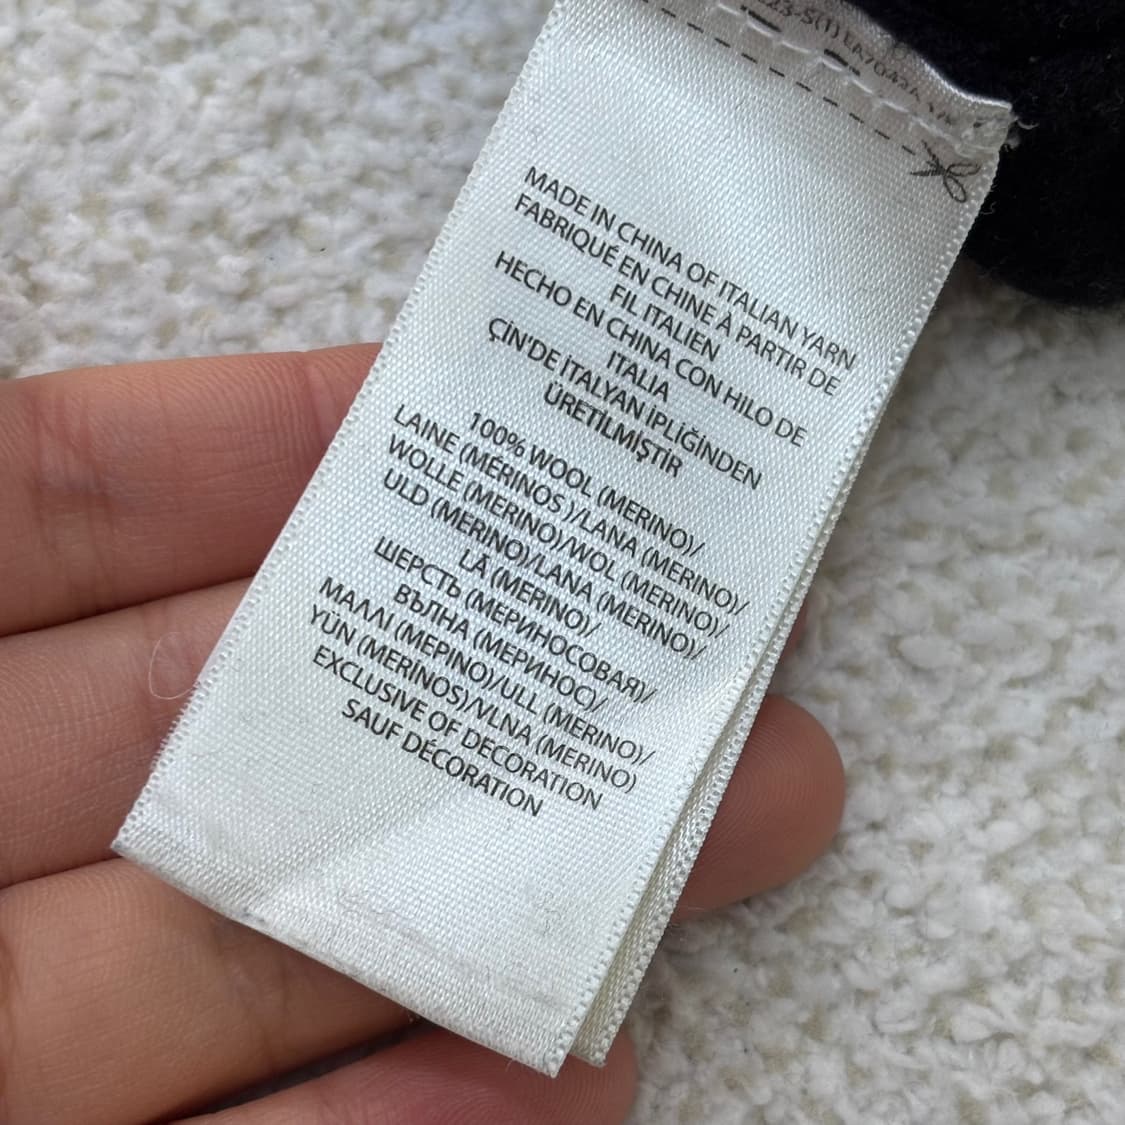 MADE IN CHINA OF ITALIAN YARN
FABRIQUÉ EN CHINE À PARTIR DE
FIL ITALIEN
HECHO EN CHINA CON HILO DE
ITALIA
ÇİN'DE İTALYAN İPLİĞİNDEN
ÜRETİLMİŞTİR
100% WOOL (MERINO)/
LAINE (MÉRINOS )/LANA (MERINO)/
WOLLE (MERINO)/WOL (MERINO)/
ULD (MERINO)/LANA (MERINO)/
LÃ (MERINO)/
ШЕРСТЬ (МЕРИНОСОВАЯ)/
ВЪЛНА (МЕРИНОС)/
ΜΑΛΛΙ (ΜΕΡΙΝΟ)/ULL (MERINO)/
YÜN (MERINOS)/VLNA (MERINO)
EXCLUSIVE OF DECORATION
SAUF DÉCORATION